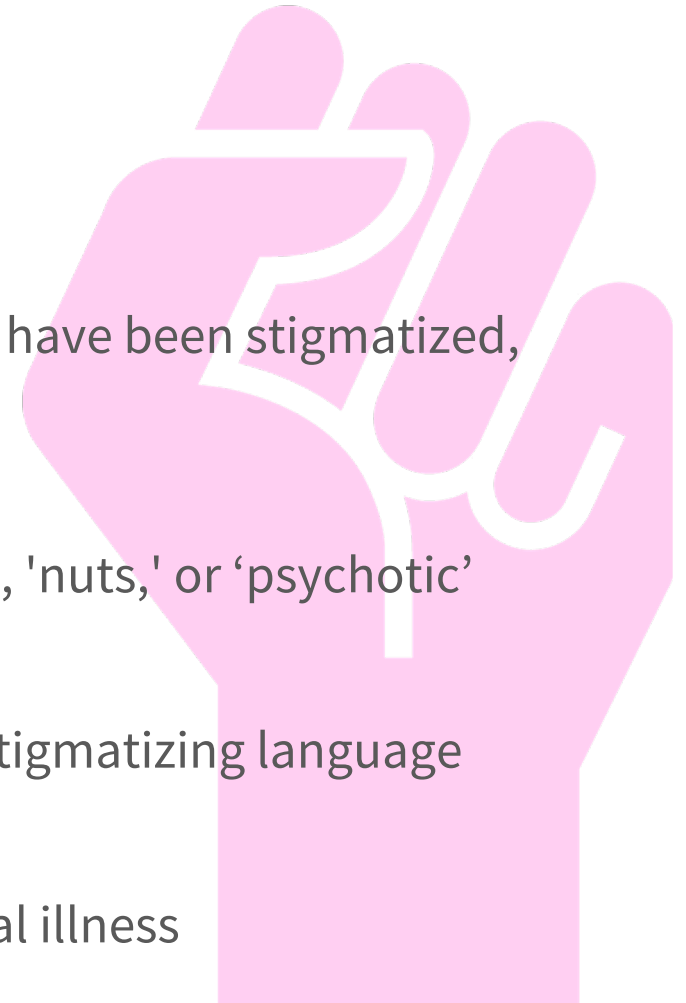 have been stigmatized,
, 'nuts,' or ‘psychotic’
tigmatizing language
al illness